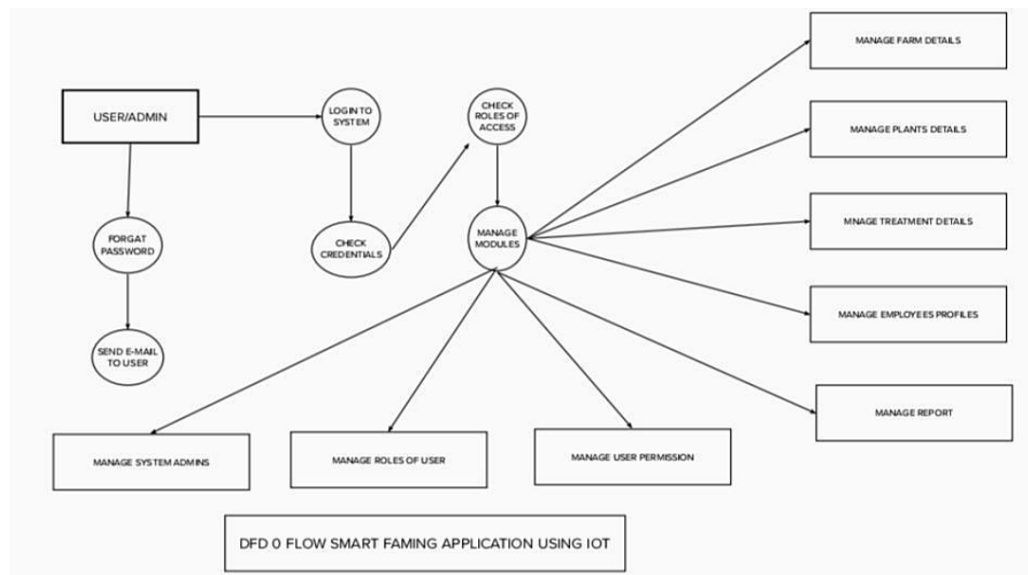 MANAGE FARM DETAILS
USER/ADMIN
LOGIN TO
SYSTEM
CHECK
ROLES OF
ACCESS
MANAGE PLANTS DETAILS
FORGAT
PASSWORD
CHECK
CREDENTIALS
MANAGE
MODULES
MNAGE TREATMENT DETAILS
MANAGE EMPLOYEES PROFILES
SEND E-MAIL
TO USER
MANAGE REPORT
MANAGE SYSTEM ADMINS
MANAGE ROLES OF USER
MANAGE USER PERMISSION
DFD 0 FLOW SMART FAMING APPLICATION USING IOT